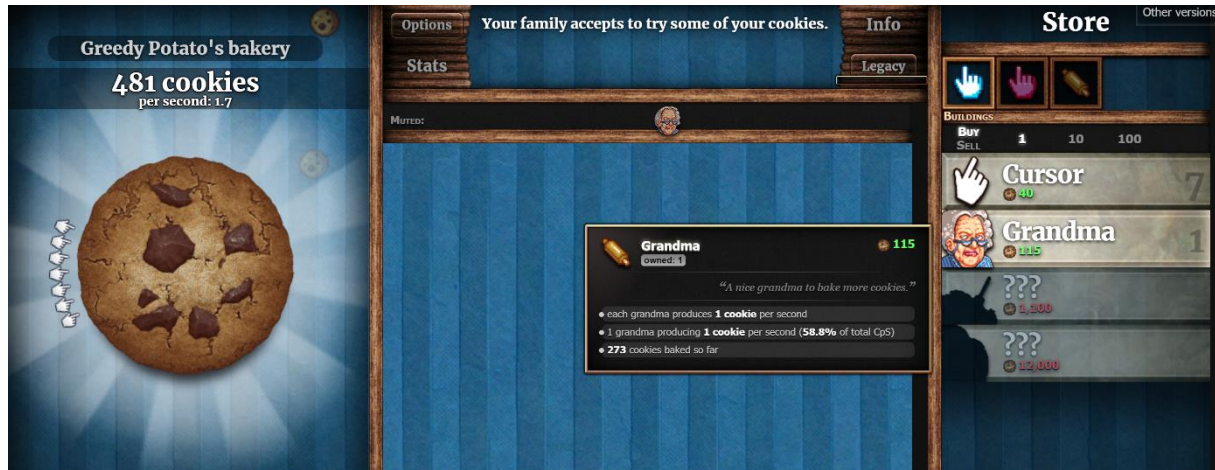 Greedy Potato's bakery
481 cookies
per second: 1.7
Options
Stats
Your family accepts to try some of your cookies.
Info
Legacy
Muted:
Grandma
115
owned: 1
“A nice grandma to bake more cookies.”
each grandma produces 1 cookie per second
1 grandma producing 1 cookie per second (58.8% of total CpS)
273 cookies baked so far
Other versions
Store
Buildings
Buy
Sell
1 10 100
Cursor
40
7
Grandma
115
1
???
1,100
???
12,000